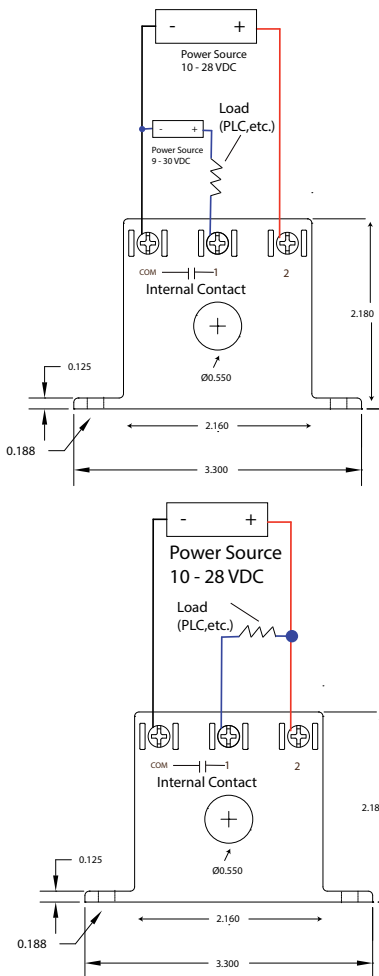 - +
Power Source
10 - 28 VDC
Load
(PLC,etc.)
- +
Power Source
9 - 30 VDC
COM 1 2
Internal Contact
2.180
Ø0.550
0.125
0.188
2.160
3.300
- +
Power Source
10 - 28 VDC
Load
(PLC,etc.)
COM 1 2
Internal Contact
2.18
Ø0.550
0.125
0.188
2.160
3.300